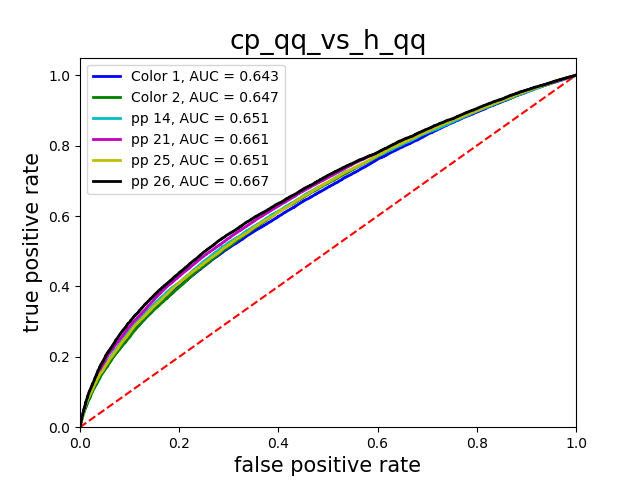 cp_qq_vs_h_qq
Color 1, AUC = 0.643
Color 2, AUC = 0.647
pp 14, AUC = 0.651
pp 21, AUC = 0.661
pp 25, AUC = 0.651
pp 26, AUC = 0.667
true positive rate
1.0
0.8
0.6
0.4
0.2
0.0
0.0 0.2 0.4 0.6 0.8 1.0
false positive rate